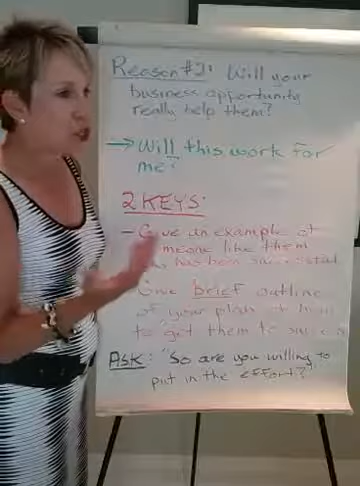 Reason #2: Will your
business opportunity
really help them?
→ Will this work for
me?
2 KEYS:
- Give an example of
someone like them
has been successful
Give brief outline
of your plan of how
to get them to success
ASK: "So are you willing to
put in the effort?"